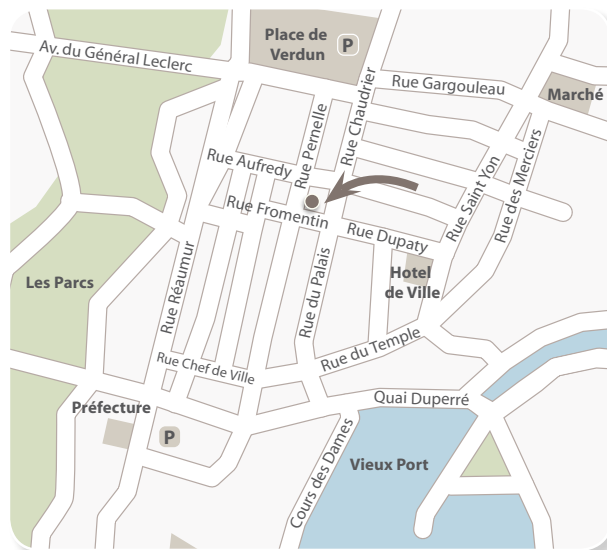 Place de
Verdun
P
Av. du Général Leclerc
Rue Gargouleau
Marché
Rue Chaudrier
Rue Pernelle
Rue Aufredy
Rue Saint Yon
Rue des Merciers
Rue Fromentin
Rue Dupaty
Hotel
de Ville
Les Parcs
Rue Réaumur
Rue du Palais
Rue du Temple
Rue Chef de Ville
Quai Duperré
Préfecture
P
Cours des Dames
Vieux Port